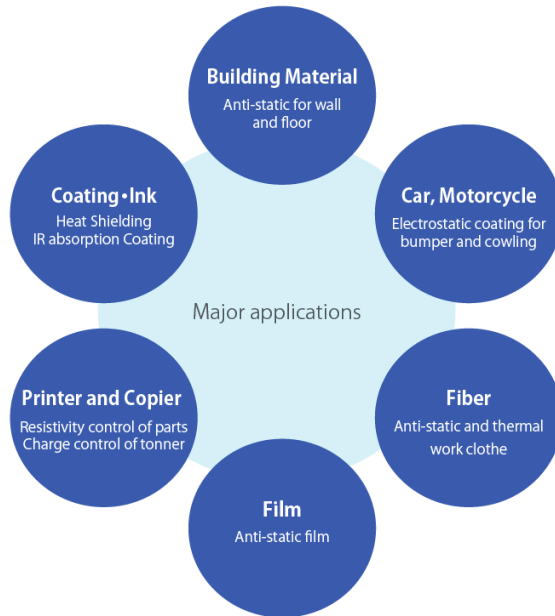 Building Material
Anti-static for wall
and floor
Coating•Ink
Heat Shielding
IR absorption Coating
Car, Motorcycle
Electrostatic coating for
bumper and cowling
Major applications
Printer and Copier
Resistivity control of parts
Charge control of tonner
Fiber
Anti-static and thermal
work clothe
Film
Anti-static film